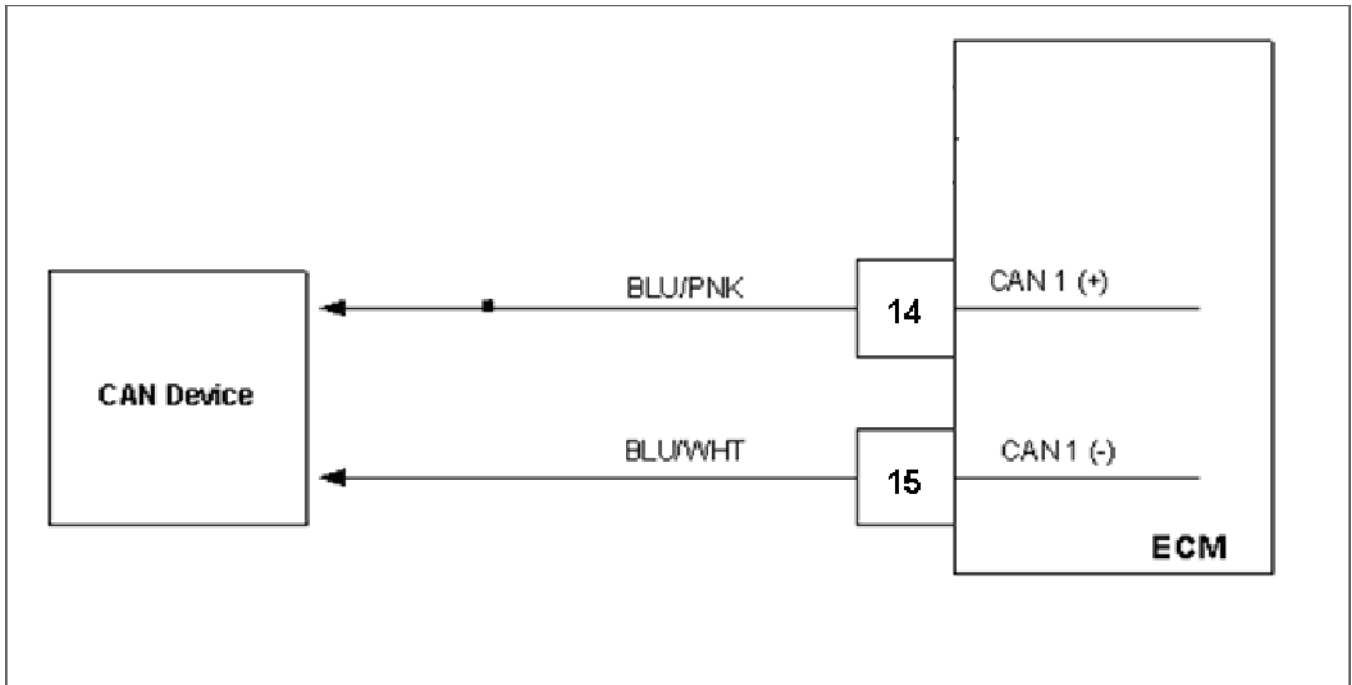 BLU/PNK
14
CAN 1 (+)
CAN Device
BLU/WHT
15
CAN 1 (-)
ECM